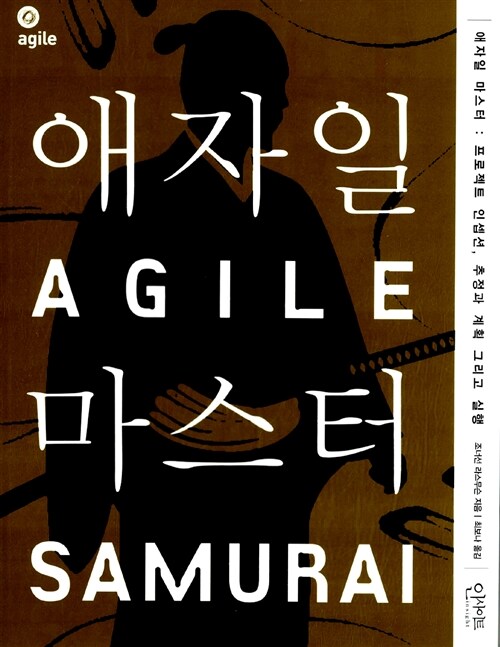 agile
애자일
AGILE
마스터
SAMURAI
애자일 마스터 : 프로젝트 인셉션, 추정과 계획 그리고 실행
조너선 라스무슨 지음 | 최보나 옮김
인사이트
insight